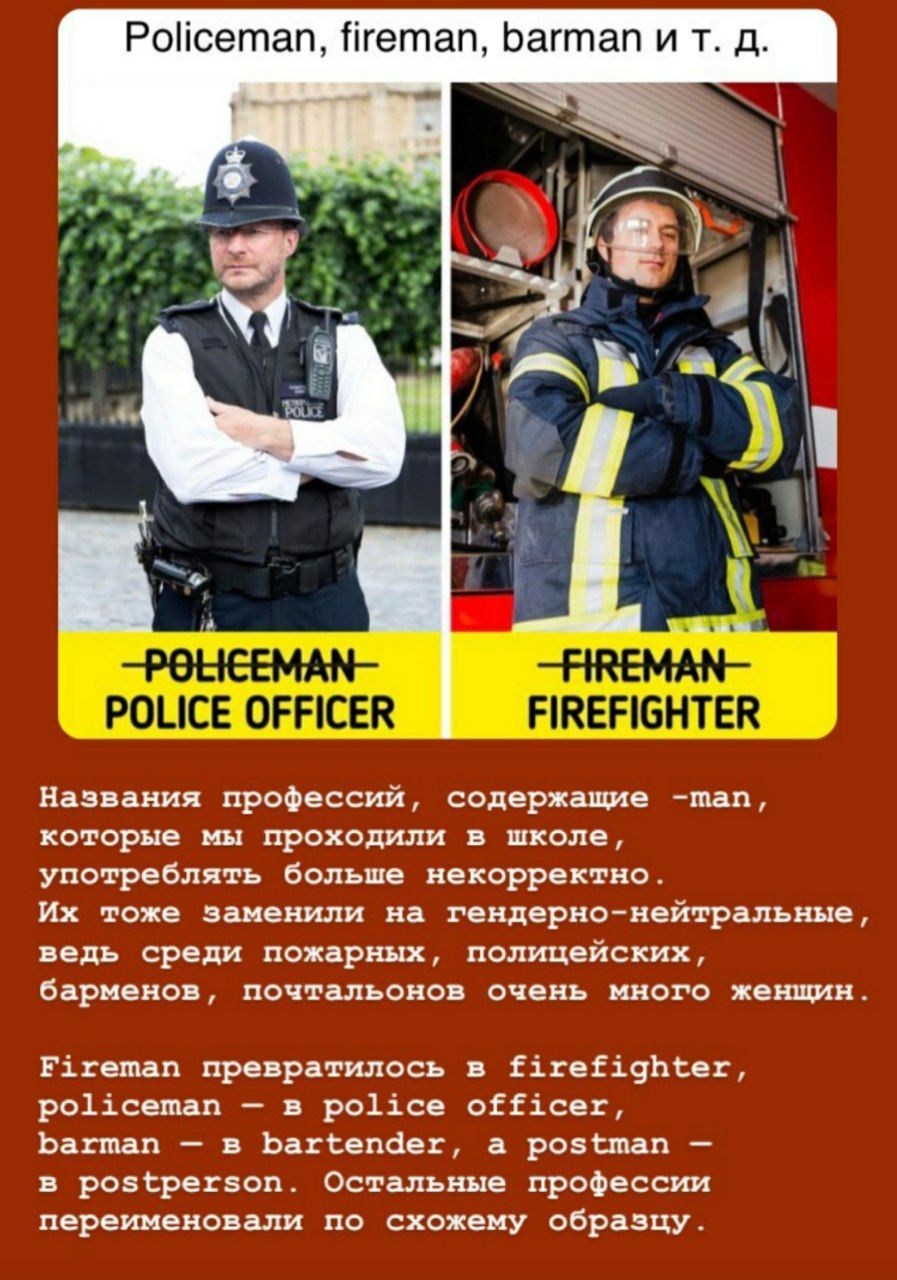 Policeman, fireman, barman и т. д.
POLICE
POLICEMAN
POLICE OFFICER
FIREMAN
FIREFIGHTER
Названия профессий, содержащие -man,
которые мы проходили в школе,
употреблять больше некорректно.
Их тоже заменили на гендерно-нейтральные,
ведь среди пожарных, полицейских,
барменов, почтальонов очень много женщин.
Fireman превратилось в firefighter,
policeman — в police officer,
barman — в bartender, а postman —
в postperson. Остальные профессии
переименовали по схожему образцу.